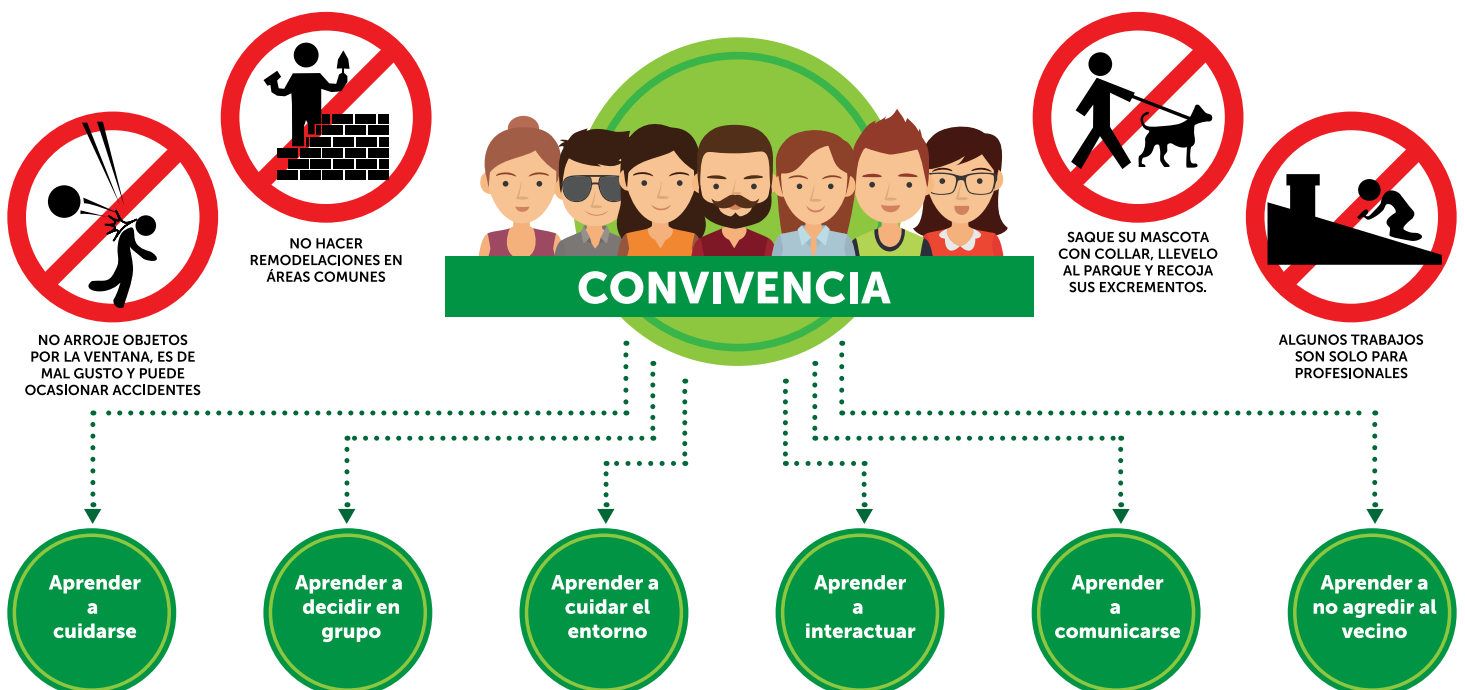 NO HACER
REMODELACIONES EN
ÁREAS COMUNES
NO ARROJE OBJETOS
POR LA VENTANA, ES DE
MAL GUSTO Y PUEDE
OCASIONAR ACCIDENTES
CONVIVENCIA
SAQUE SU MASCOTA
CON COLLAR, LLEVELO
AL PARQUE Y RECOJA
SUS EXCREMENTOS.
ALGUNOS TRABAJOS
SON SOLO PARA
PROFESIONALES
Aprender
a
cuidarse
Aprender a
decidir en
grupo
Aprender a
cuidar el
entorno
Aprender
a
interactuar
Aprender
a
comunicarse
Aprender a
no agredir al
vecino